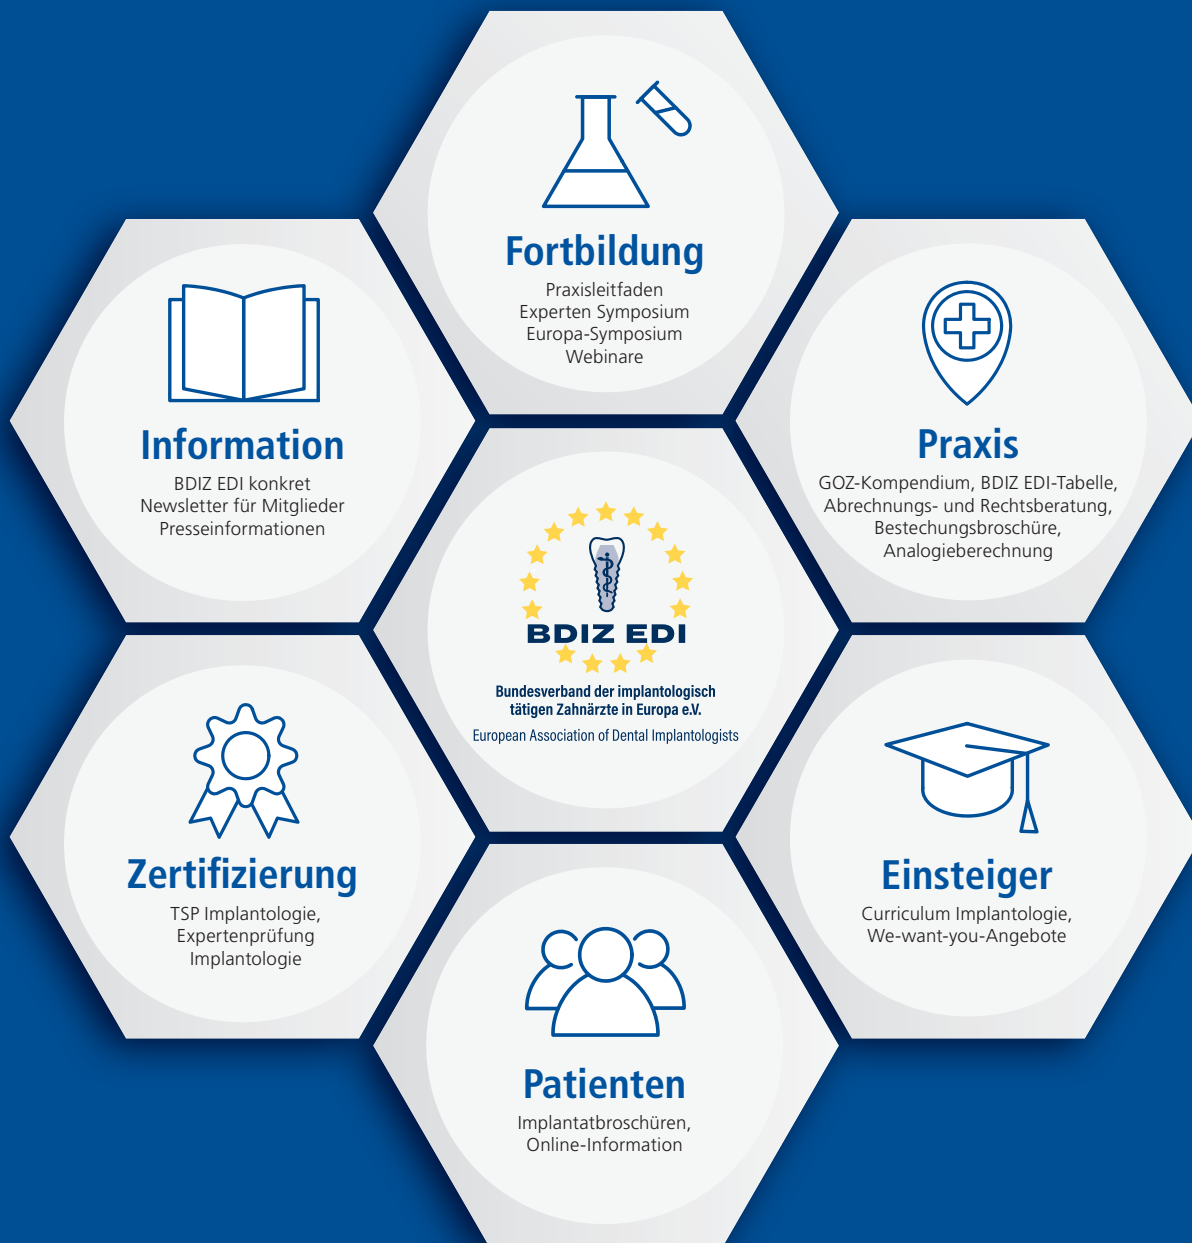 Fortbildung
Praxisleitfaden
Experten Symposium
Europa-Symposium
Webinare
Information
BDIZ EDI konkret
Newsletter für Mitglieder
Presseinformationen
Praxis
GOZ-Kompendium, BDIZ EDI-Tabelle,
Abrechnungs- und Rechtsberatung,
Bestechungsbroschüre,
Analogieberechnung
BDIZ EDI
Bundesverband der implantologisch
tätigen Zahnärzte in Europa e.V.
European Association of Dental Implantologists
Zertifizierung
TSP Implantologie,
Expertenprüfung
Implantologie
Einsteiger
Curriculum Implantologie,
We-want-you-Angebote
Patienten
Implantatbroschüren,
Online-Information